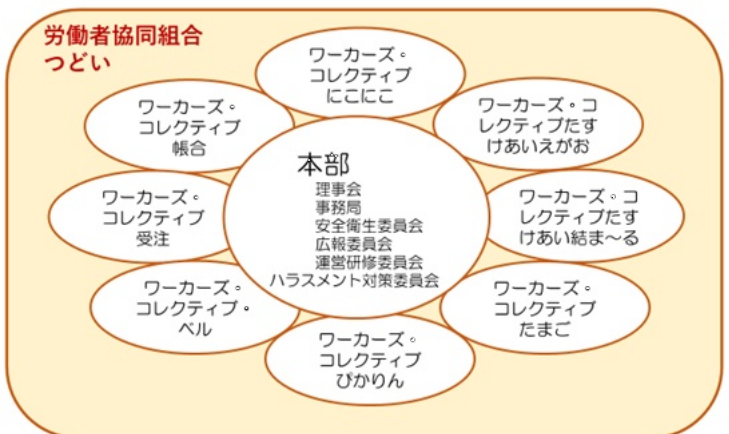 労働者協同組合
つどい
ワーカーズ・
コレクティブ
にこにこ
ワーカーズ・コ
レクティブたす
けあいえがお
ワーカーズ・コ
レクティブたす
けあい結ま～る
ワーカーズ・
コレクティブ
たまご
ワーカーズ・
コレクティブ
ぴかりん
ワーカーズ・
コレクティブ・
ベル
ワーカーズ・
コレクティブ
受注
ワーカーズ・
コレクティブ
帳合
本部
理事会
事務局
安全衛生委員会
広報委員会
運営研修委員会
ハラスメント対策委員会